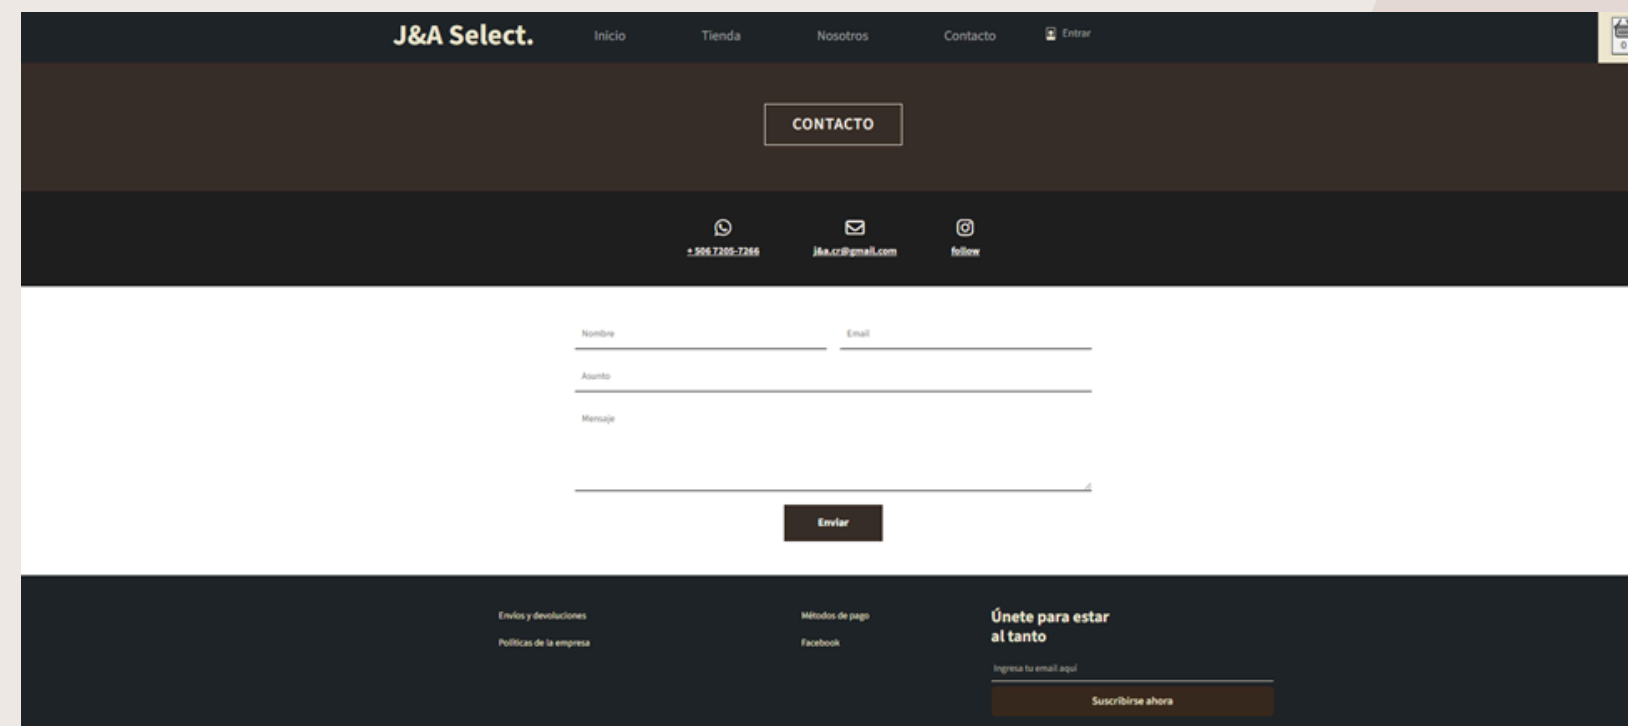 J&A Select.
Inicio
Tienda
Nosotros
Contacto
Entrar
0
CONTACTO
+ 506 7205-7266
j&a.cr@gmail.com
follow
Nombre
Email
Asunto
Mensaje
Enviar
Envíos y devoluciones
Métodos de pago
Políticas de la empresa
Facebook
Únete para estar
al tanto
Ingresa tu email aquí
Suscribirse ahora